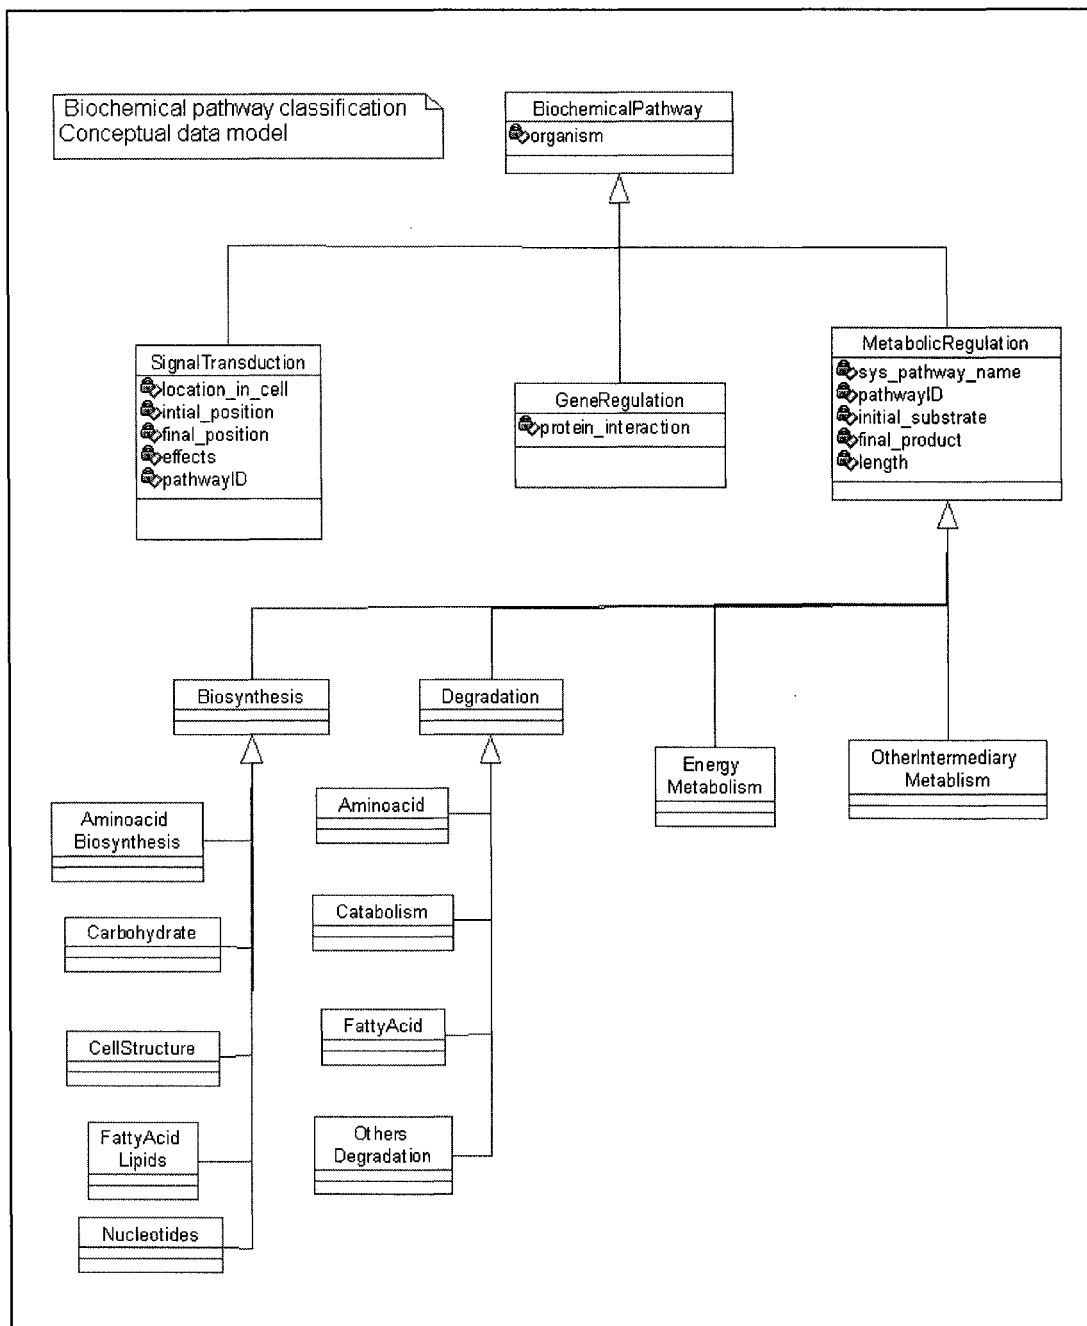 Biochemical pathway classification
Conceptual data model
BiochemicalPathway
organism
SignalTransduction
location_in_cell
intial_position
final_position
effects
pathwayID
GeneRegulation
protein_interaction
MetabolicRegulation
sys_pathway_name
pathwayID
initial_substrate
final_product
length
Biosynthesis
Degradation
Energy
Metabolism
OtherIntermediary
Metablism
Aminoacid
Biosynthesis
Carbohydrate
CellStructure
FattyAcid
Lipids
Nucleotides
Aminoacid
Catabolism
FattyAcid
Others
Degradation